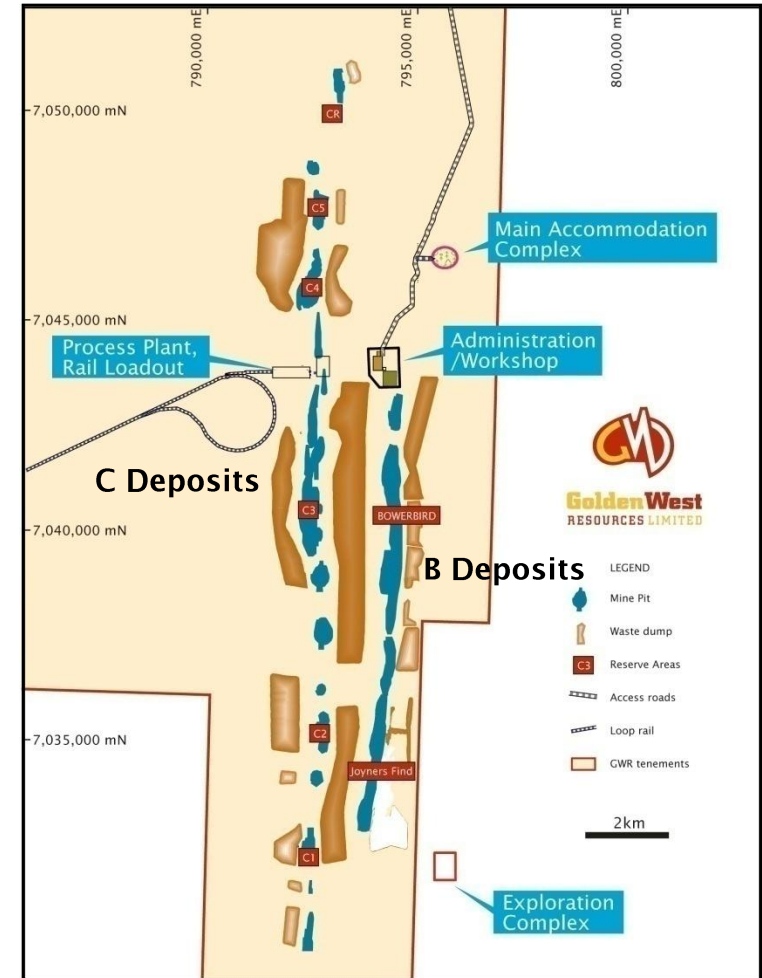 790,000 mE
795,000 mE
800,000 mE
7,050,000 mN
CR
C5
Main Accommodation
Complex
C4
7,045,000 mN
Process Plant,
Rail Loadout
Administration
/Workshop
C Deposits
GoldenWest
RESOURCES LIMITED
C3
BOWERBIRD
7,040,000 mN
B Deposits
LEGEND
Mine Pit
Waste dump
C3
Reserve Areas
Access roads
Loop rail
GWR tenements
C2
7,035,000 mN
Joyners Find
2km
C1
Exploration
Complex